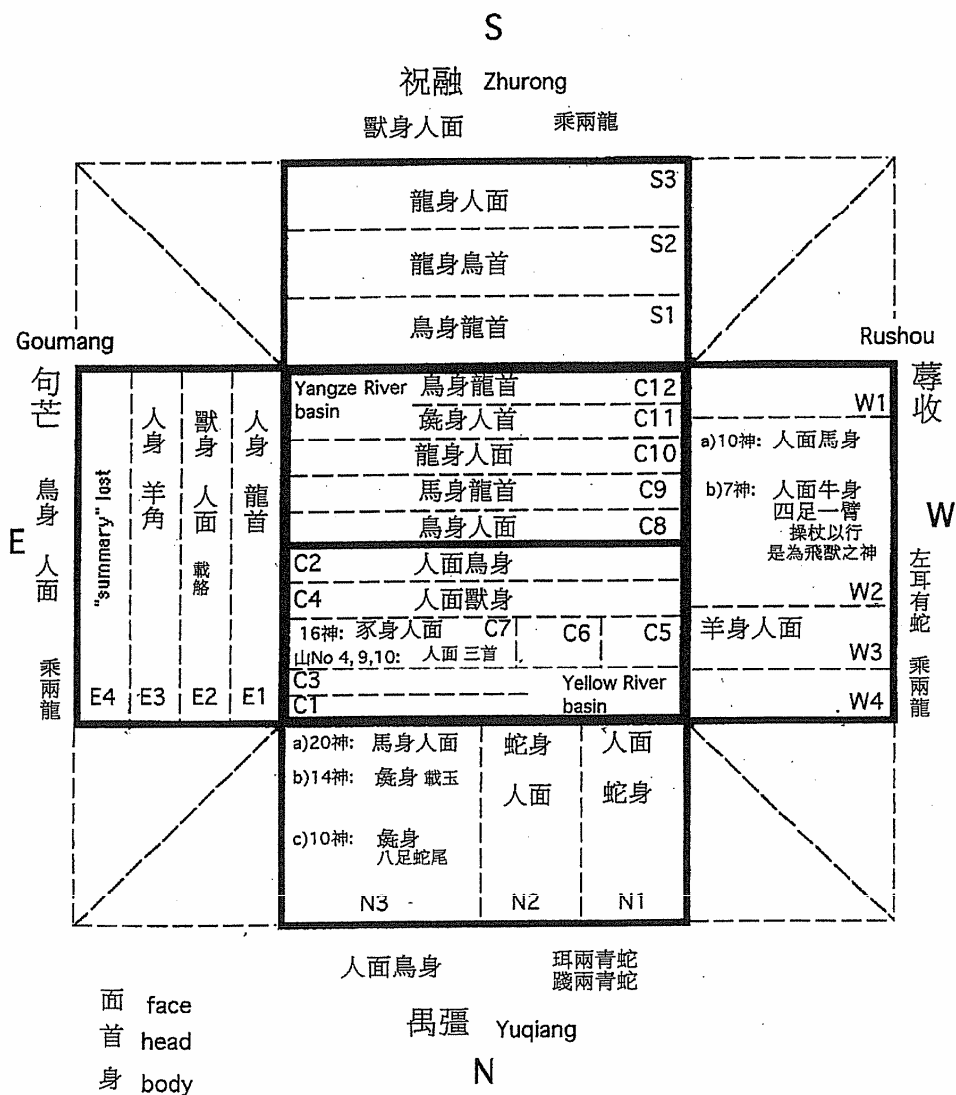 S
祝融 Zhurong
獸身人面 乘兩龍
龍身人面 S3
龍身鳥首 S2
鳥身龍首 S1
Goumang
句芒
鳥身 人面 乘兩龍
E
"summary" lost E4
人身 羊角 E3
獸身 人面 載觡 E2
人身 龍首 E1
Yangze River basin
鳥身龍首 C12
彘身人首 C11
龍身人面 C10
馬身龍首 C9
鳥身人面 C8
C2 人面鳥身
C4 人面獸身
16神: 豕身人面 C7 C6 C5
山No 4, 9,10: 人面 三首
C3
C1
Yellow River basin
Rushou
蓐收
W
左耳有蛇 乘兩龍
W1
a)10神: 人面馬身
b)7神: 人面牛身
四足一臂
操杖以行
是為飛獸之神
W2
羊身人面
W3
W4
a)20神: 馬身人面
b)14神: 彘身 載玉
c)10神: 彘身
八足蛇尾
N3 -
蛇身
人面
N2
人面
蛇身
N1
人面鳥身
珥兩青蛇
踐兩青蛇
禺彊 Yuqiang
N
面 face
首 head
身 body